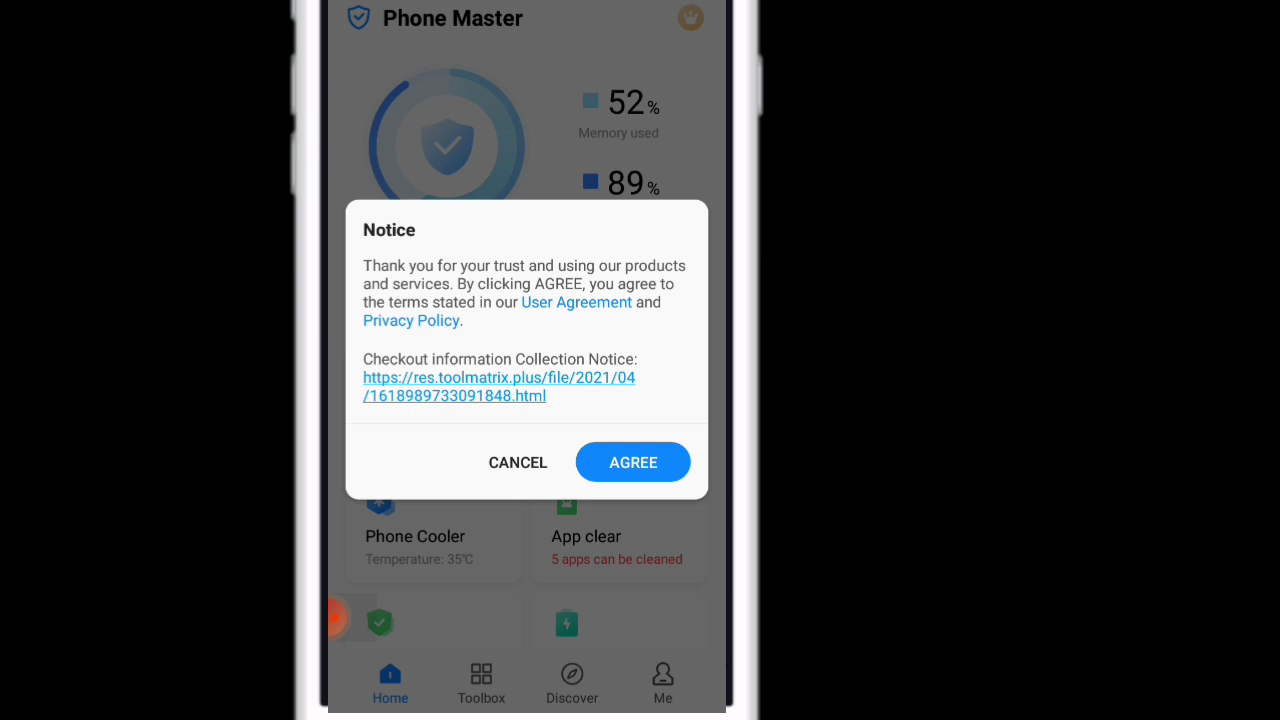 Phone Master
52%
Memory used
89%
Notice
Thank you for your trust and using our products
and services. By clicking AGREE, you agree to
the terms stated in our User Agreement and
Privacy Policy.
Checkout information Collection Notice:
https://res.toolmatrix.plus/file/2021/04
/1618989733091848.html
CANCEL AGREE
Phone Cooler App clear
Temperature: 35℃ 5 apps can be cleaned
Home Toolbox Discover Me